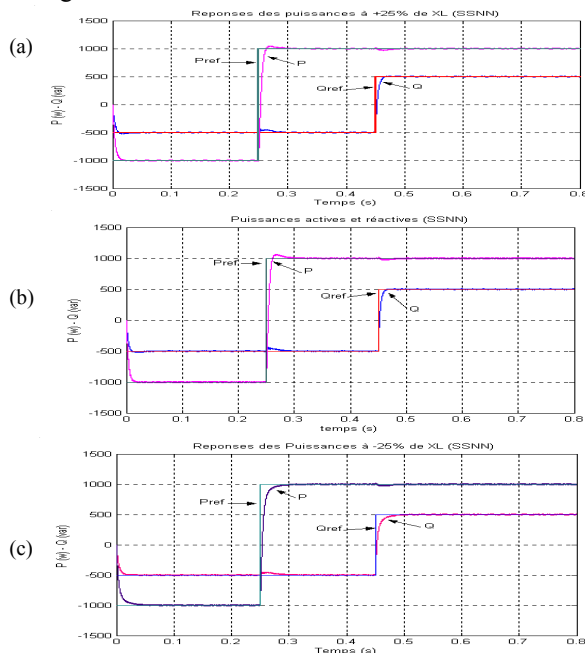 (a)
Reponses des puissances à +25% de XL (SSNN)
P (w) - Q (var)
1500
1000
500
0
-500
-1000
-1500
Pref
P
Qref
Q
0 0.1 0.2 0.3 0.4 0.5 0.6 0.7 0.8
Temps (s)
(b)
Puissances actives et réactives (SSNN)
P (W) - Q (var)
1500
1000
500
0
-500
-1000
-1500
Pref
P
Qref
Q
0 0.1 0.2 0.3 0.4 0.5 0.6 0.7 0.8
temps (s)
(c)
Reponses des Puissances à -25% de XL (SSNN)
P (W) - Q (var)
1500
1000
500
0
-500
-1000
-1500
Pref
P
Qref
Q
0 0.1 0.2 0.3 0.4 0.5 0.6 0.7 0.8
Temps (s)